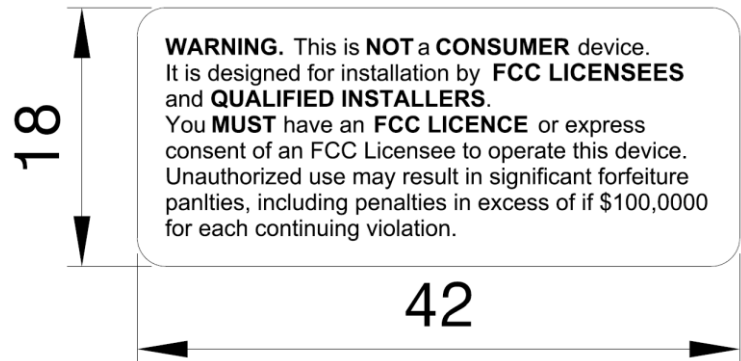 WARNING. This is NOT a CONSUMER device.
It is designed for installation by FCC LICENSEES
and QUALIFIED INSTALLERS.
You MUST have an FCC LICENCE or express
consent of an FCC Licensee to operate this device.
Unauthorized use may result in significant forfeiture
panlties, including penalties in excess of if $100,0000
for each continuing violation.
18
42